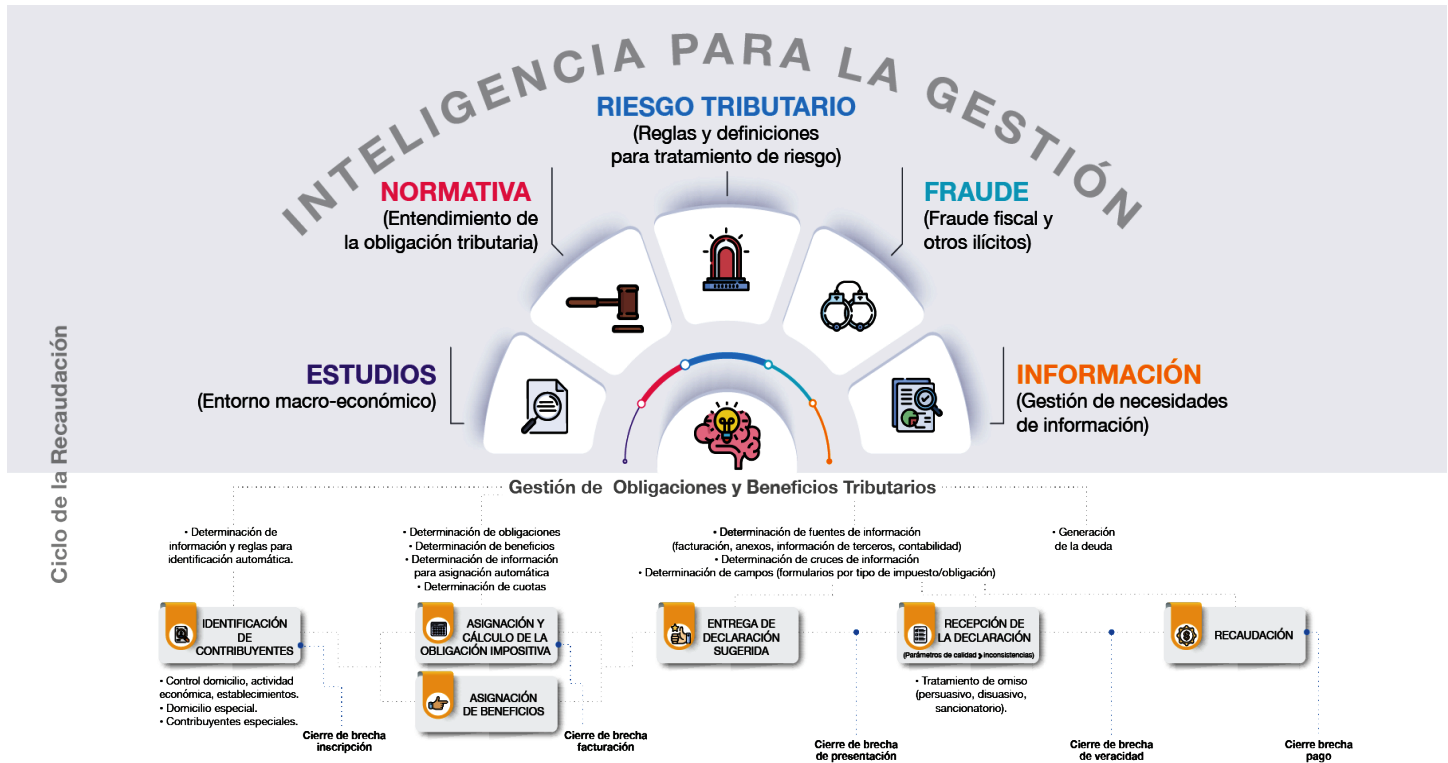 INTELIGENCIA PARA LA GESTIÓN
RIESGO TRIBUTARIO
(Reglas y definiciones
para tratamiento de riesgo)
NORMATIVA
(Entendimiento de
la obligación tributaria)
FRAUDE
(Fraude fiscal y
otros ilícitos)
ESTUDIOS
(Entorno macro-económico)
INFORMACIÓN
(Gestión de necesidades
de información)
Ciclo de la Recaudación
Gestión de Obligaciones y Beneficios Tributarios
• Determinación de
información y reglas para
identificación automática.
• Determinación de obligaciones
• Determinación de beneficios
• Determinación de información
para asignación automática
• Determinación de cuotas
• Determinación de fuentes de información
(facturación, anexos, información de terceros, contabilidad)
• Determinación de cruces de información
• Determinación de campos (formularios por tipo de impuesto/obligación)
• Generación
de la deuda
IDENTIFICACIÓN
DE
CONTRIBUYENTES
ASIGNACIÓN Y
CÁLCULO DE LA
OBLIGACIÓN IMPOSITIVA
ENTREGA DE
DECLARACIÓN
SUGERIDA
RECEPCIÓN DE
LA DECLARACIÓN
(Parámetros de calidad > inconsistencias)
RECAUDACIÓN
• Control domicilio, actividad
económica, establecimientos.
• Domicilio especial.
• Contribuyentes especiales.
ASIGNACIÓN
DE BENEFICIOS
• Tratamiento de omiso
(persuasivo, disuasivo,
sancionatorio).
Cierre de brecha
inscripción
Cierre de brecha
facturación
Cierre de brecha
de presentación
Cierre de brecha
de veracidad
Cierre brecha
pago